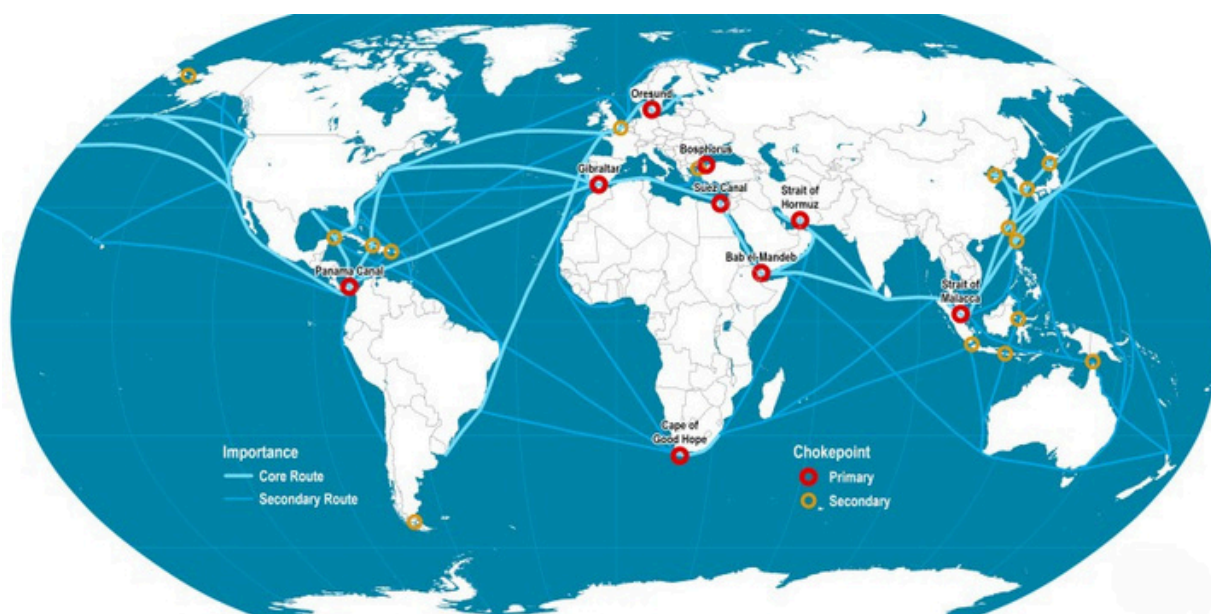 Oresund
Bosphorus
Gibraltar
Suez Canal
Strait of
Hormuz
Bab el-Mandeb
Panama Canal
Strait of
Malacca
Cape of
Good Hope
Importance
Core Route
Secondary Route
Chokepoint
Primary
Secondary